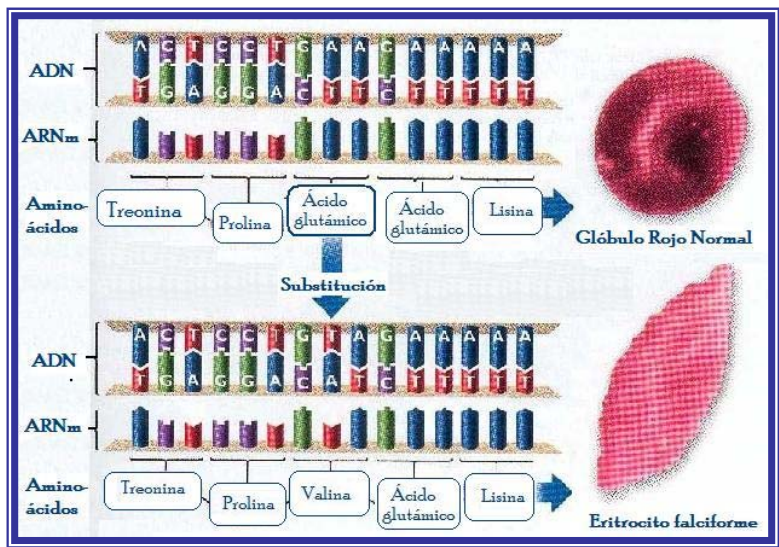 ADN
A C T C C T G A A G A A A A A
T G A G G A C T T C T T T T T
ARNm
Amino-
ácidos
Treonina
Prolina
Ácido
glutámico
Ácido
glutámico
Lisina
Glóbulo Rojo Normal
Substitución
ADN
A C T C C T G T A G A A A A A
T G A G G A C A T C T T T T T
ARNm
Amino-
ácidos
Treonina
Prolina
Valina
Ácido
glutámico
Lisina
Eritrocito falciforme